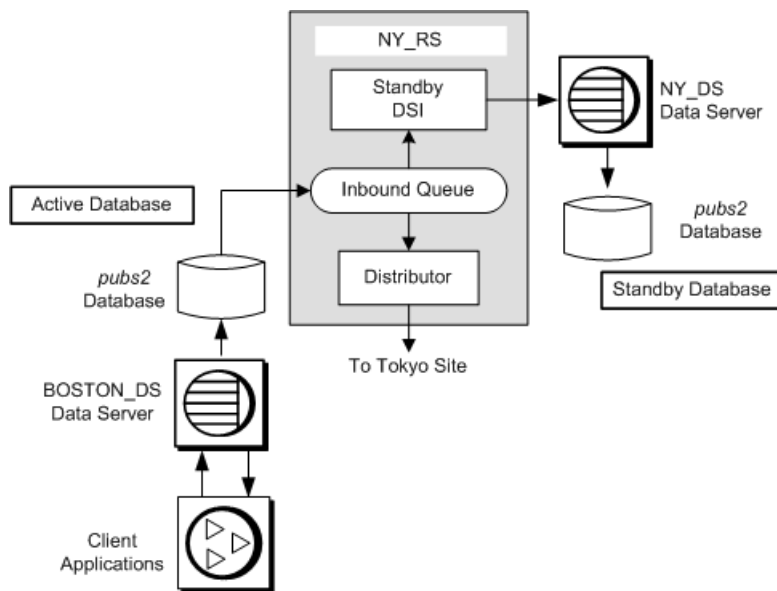 NY_RS
Standby
DSI
NY_DS
Data Server
Inbound Queue
Active Database
pubs2
Database
pubs2
Database
Distributor
Standby Database
To Tokyo Site
BOSTON_DS
Data Server
Client
Applications